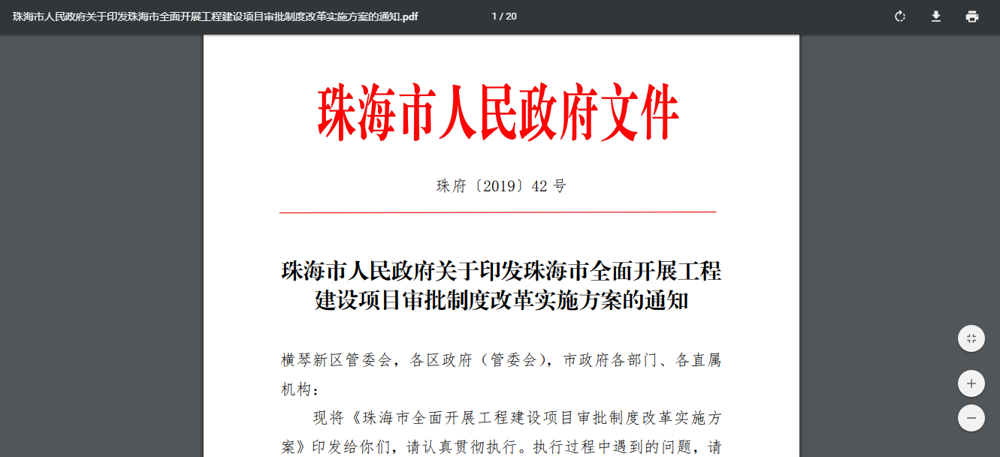 珠海市人民政府关于印发珠海市全面开展工程建设项目审批制度改革实施方案的通知.pdf
1 / 20
珠海市人民政府文件
珠府〔2019〕42 号
珠海市人民政府关于印发珠海市全面开展工程
建设项目审批制度改革实施方案的通知
横琴新区管委会，各区政府（管委会），市政府各部门、各直属
机构：
现将《珠海市全面开展工程建设项目审批制度改革实施方
案》印发给你们，请认真贯彻执行。执行过程中遇到的问题，请